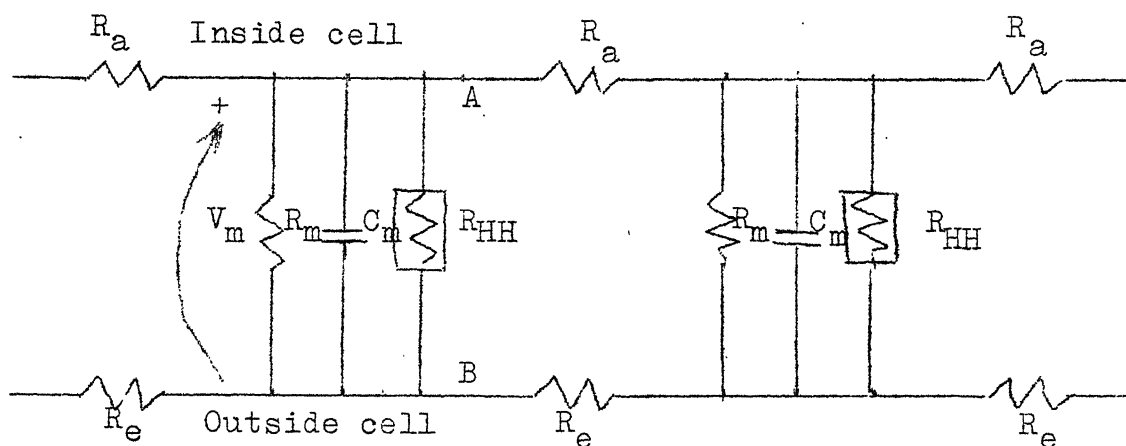 R_a Inside cell R_a R_a
+ A
V_m R_m C_m R_HH R_m C_m R_HH
B
R_e Outside cell R_e R_e